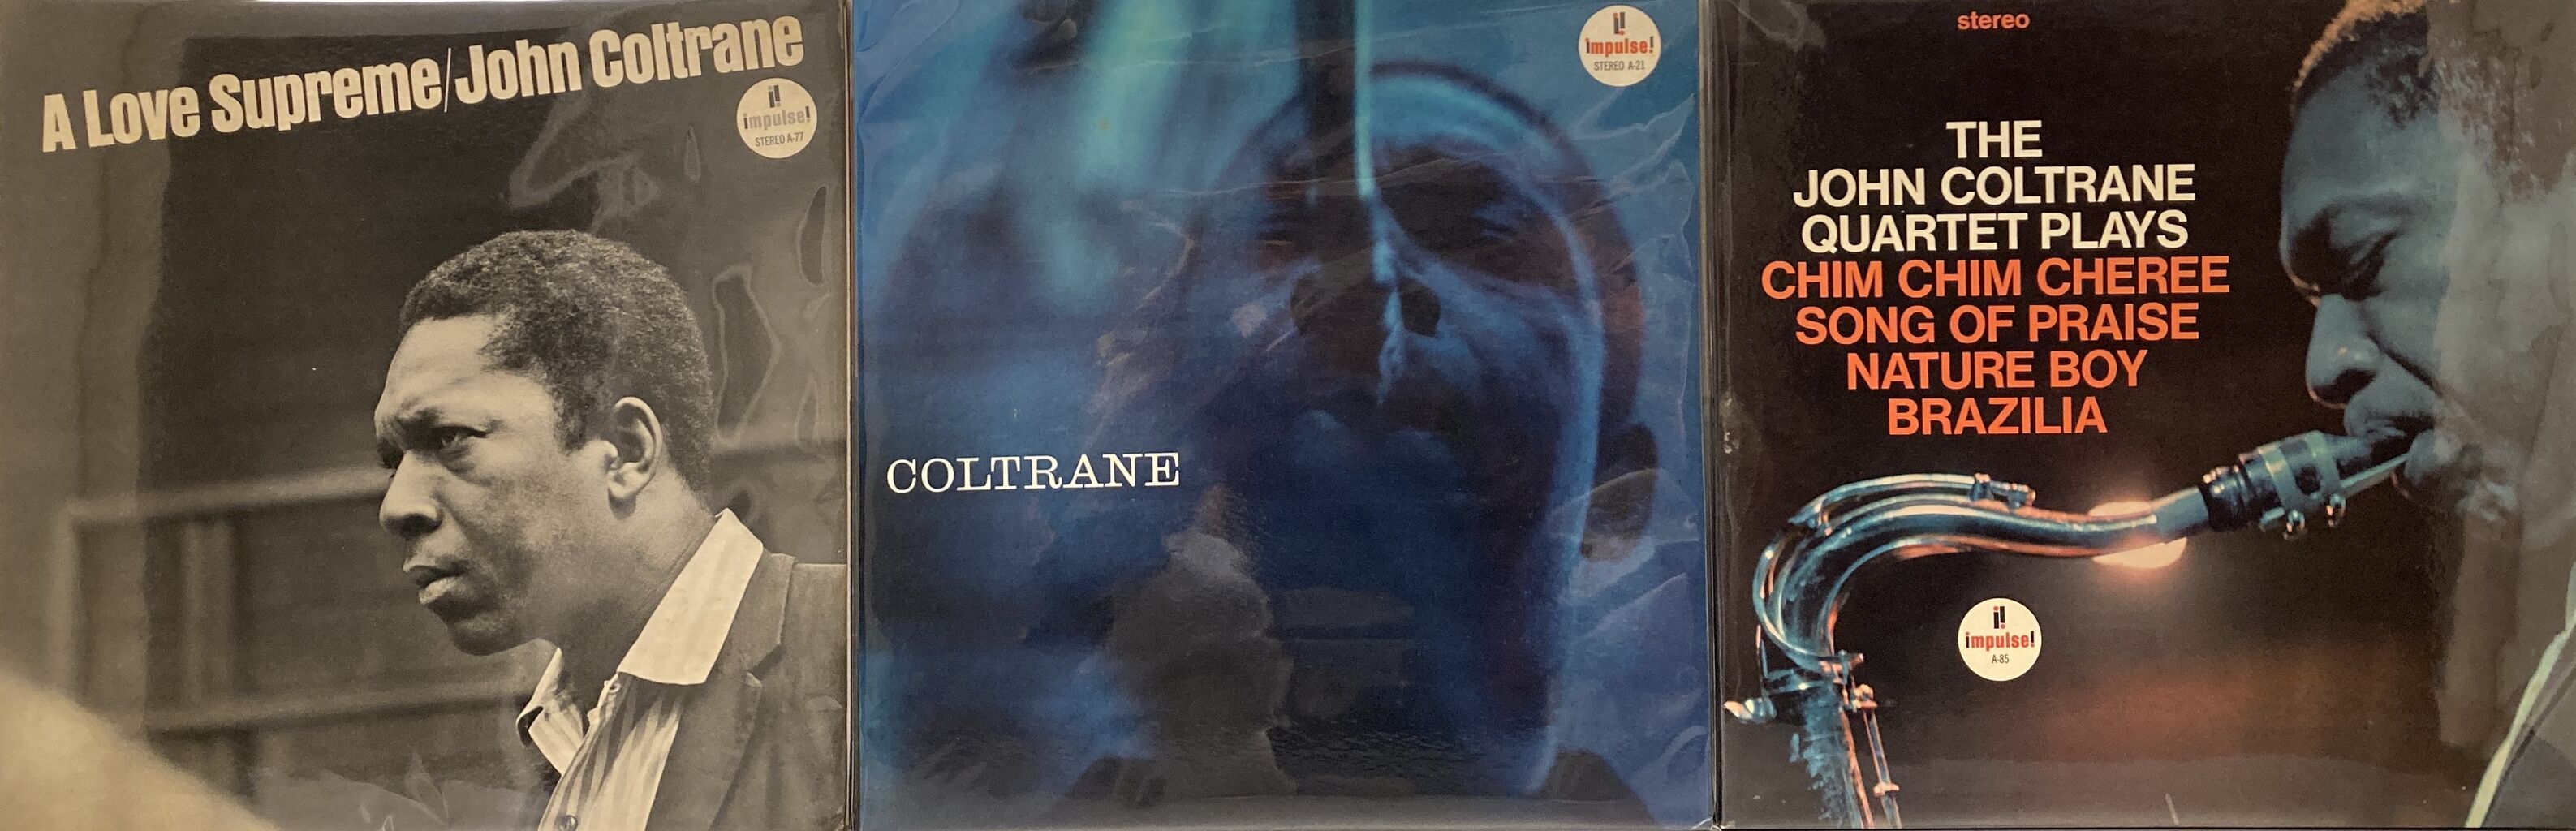 A Love Supreme/John Coltrane
impulse!
STEREO A-77
impulse!
STEREO A-21
COLTRANE
stereo
THE
JOHN COLTRANE
QUARTET PLAYS
CHIM CHIM CHEREE
SONG OF PRAISE
NATURE BOY
BRAZILIA
impulse!
A-85